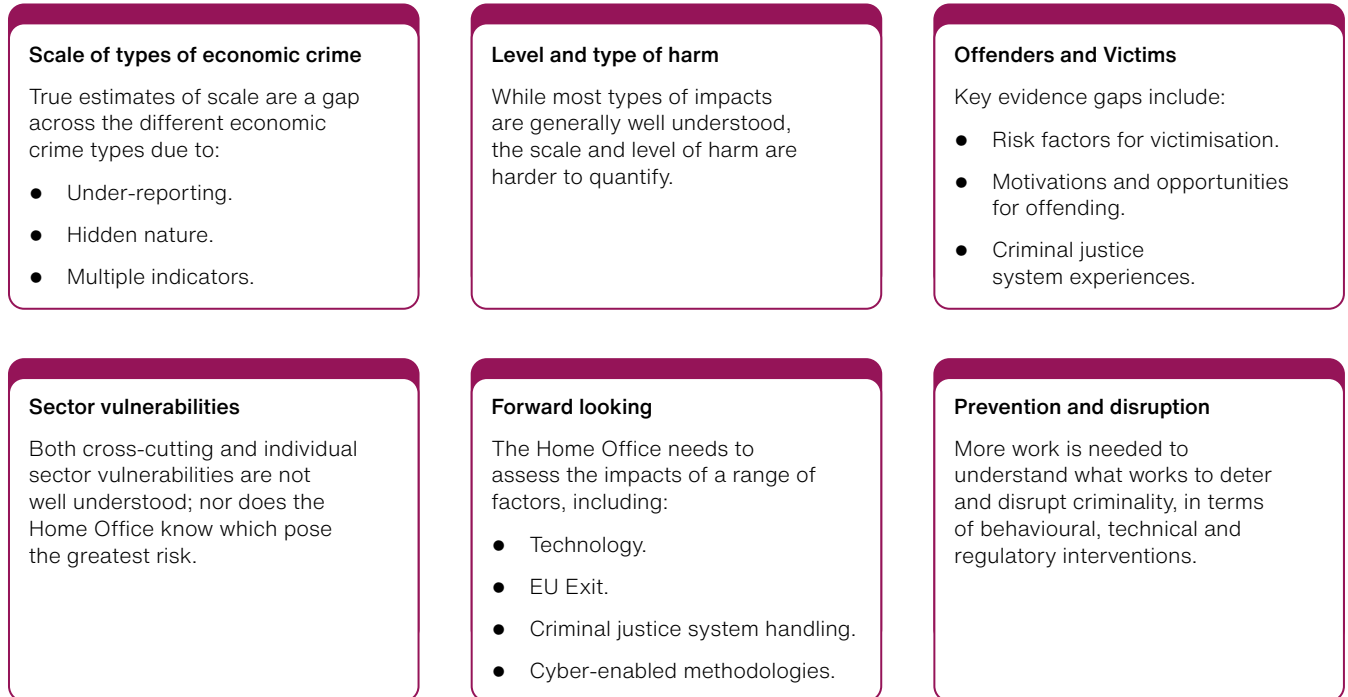 Scale of types of economic crime
True estimates of scale are a gap
across the different economic
crime types due to:
● Under-reporting.
● Hidden nature.
● Multiple indicators.
Level and type of harm
While most types of impacts
are generally well understood,
the scale and level of harm are
harder to quantify.
Offenders and Victims
Key evidence gaps include:
● Risk factors for victimisation.
● Motivations and opportunities
for offending.
● Criminal justice
system experiences.
Sector vulnerabilities
Both cross-cutting and individual
sector vulnerabilities are not
well understood; nor does the
Home Office know which pose
the greatest risk.
Forward looking
The Home Office needs to
assess the impacts of a range of
factors, including:
● Technology.
● EU Exit.
● Criminal justice system handling.
● Cyber-enabled methodologies.
Prevention and disruption
More work is needed to
understand what works to deter
and disrupt criminality, in terms
of behavioural, technical and
regulatory interventions.